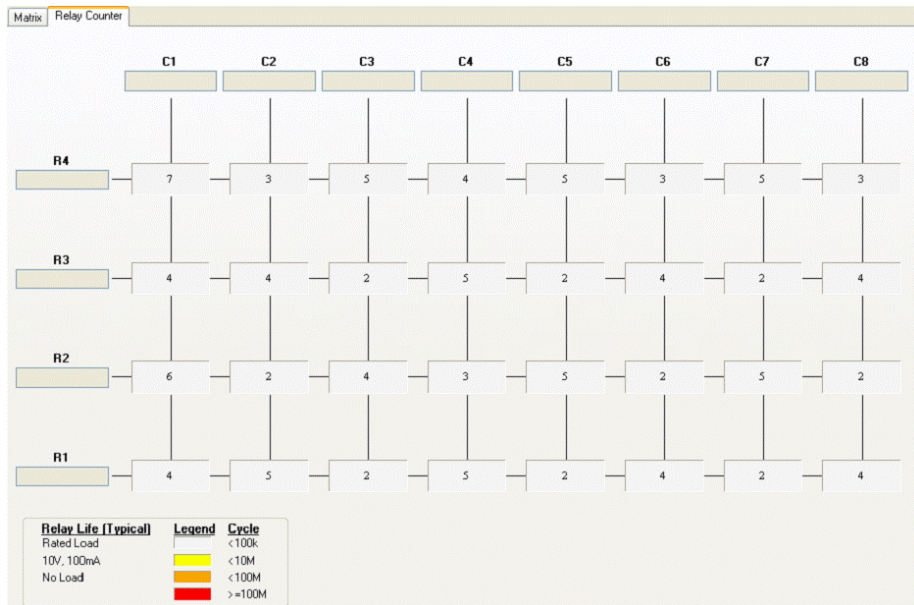 Matrix Relay Counter
C1 C2 C3 C4 C5 C6 C7 C8
R4
7 3 5 4 5 3 5 3
R3
4 4 2 5 2 4 2 4
R2
6 2 4 3 5 2 5 2
R1
4 5 2 5 2 4 2 4
Relay Life (Typical) Legend Cycle
Rated Load <100k
10V, 100mA <10M
No Load <100M
>=100M